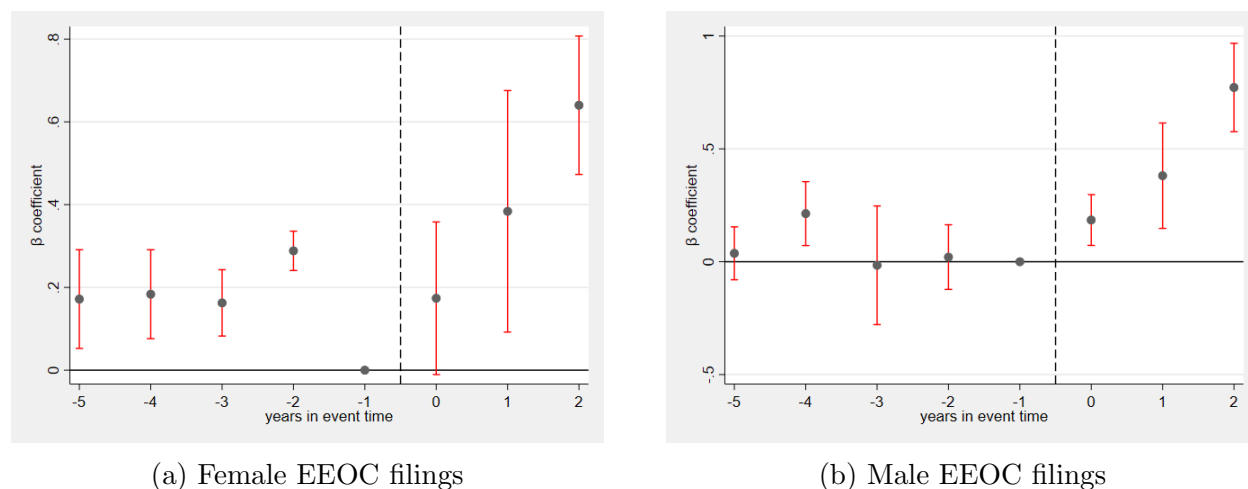 .8
.6
.4
.2
0
β coefficient
-5 -4 -3 -2 -1 0 1 2
years in event time
(a) Female EEOC filings
1
.5
0
-.5
β coefficient
-5 -4 -3 -2 -1 0 1 2
years in event time
(b) Male EEOC filings